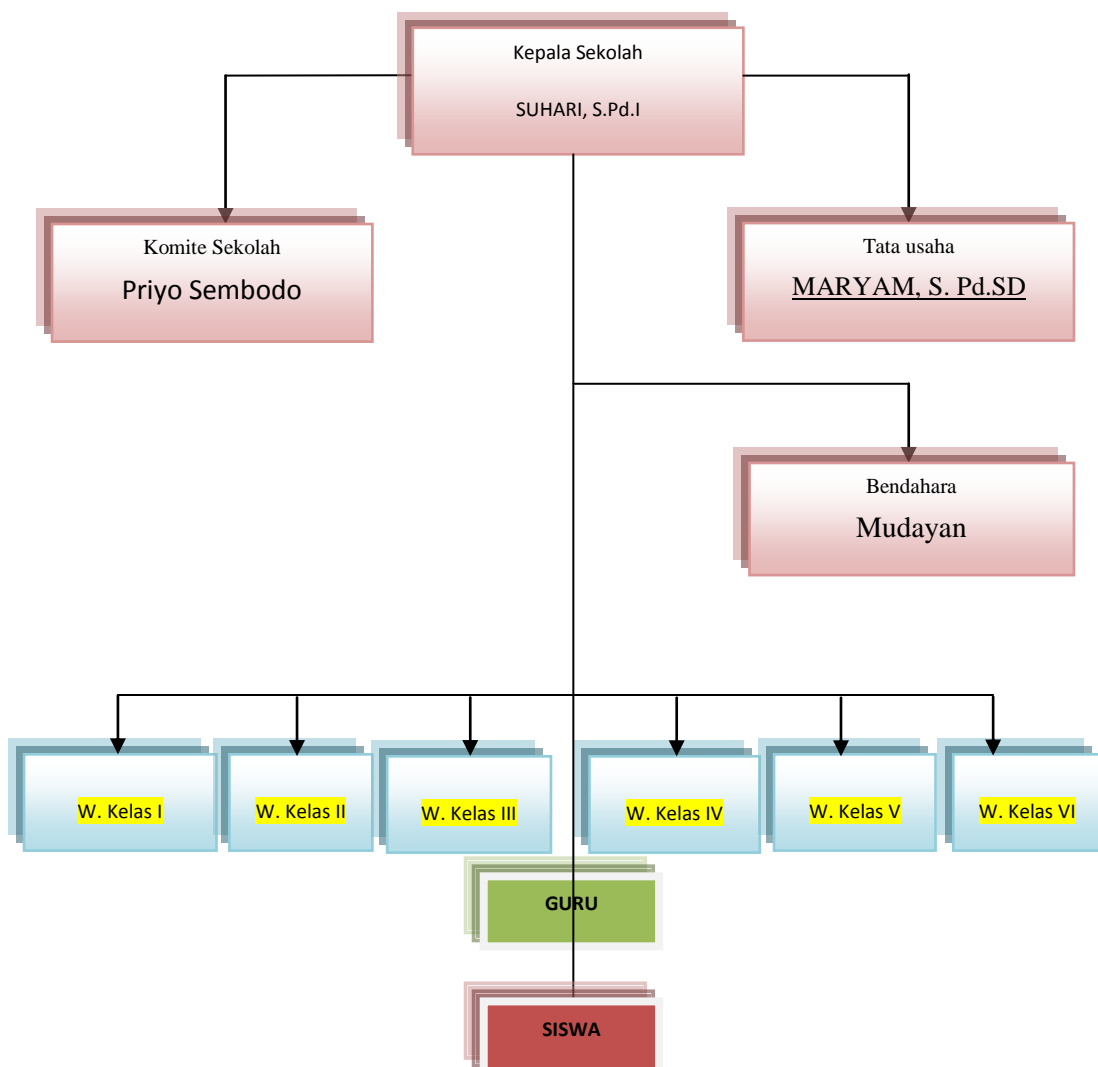 Kepala Sekolah
SUHARI, S.Pd.I
Komite Sekolah
Priyo Sembodo
Tata usaha
MARYAM, S. Pd.SD
Bendahara
Mudayan
W. Kelas I
W. Kelas II
W. Kelas III
W. Kelas IV
W. Kelas V
W. Kelas VI
GURU
SISWA